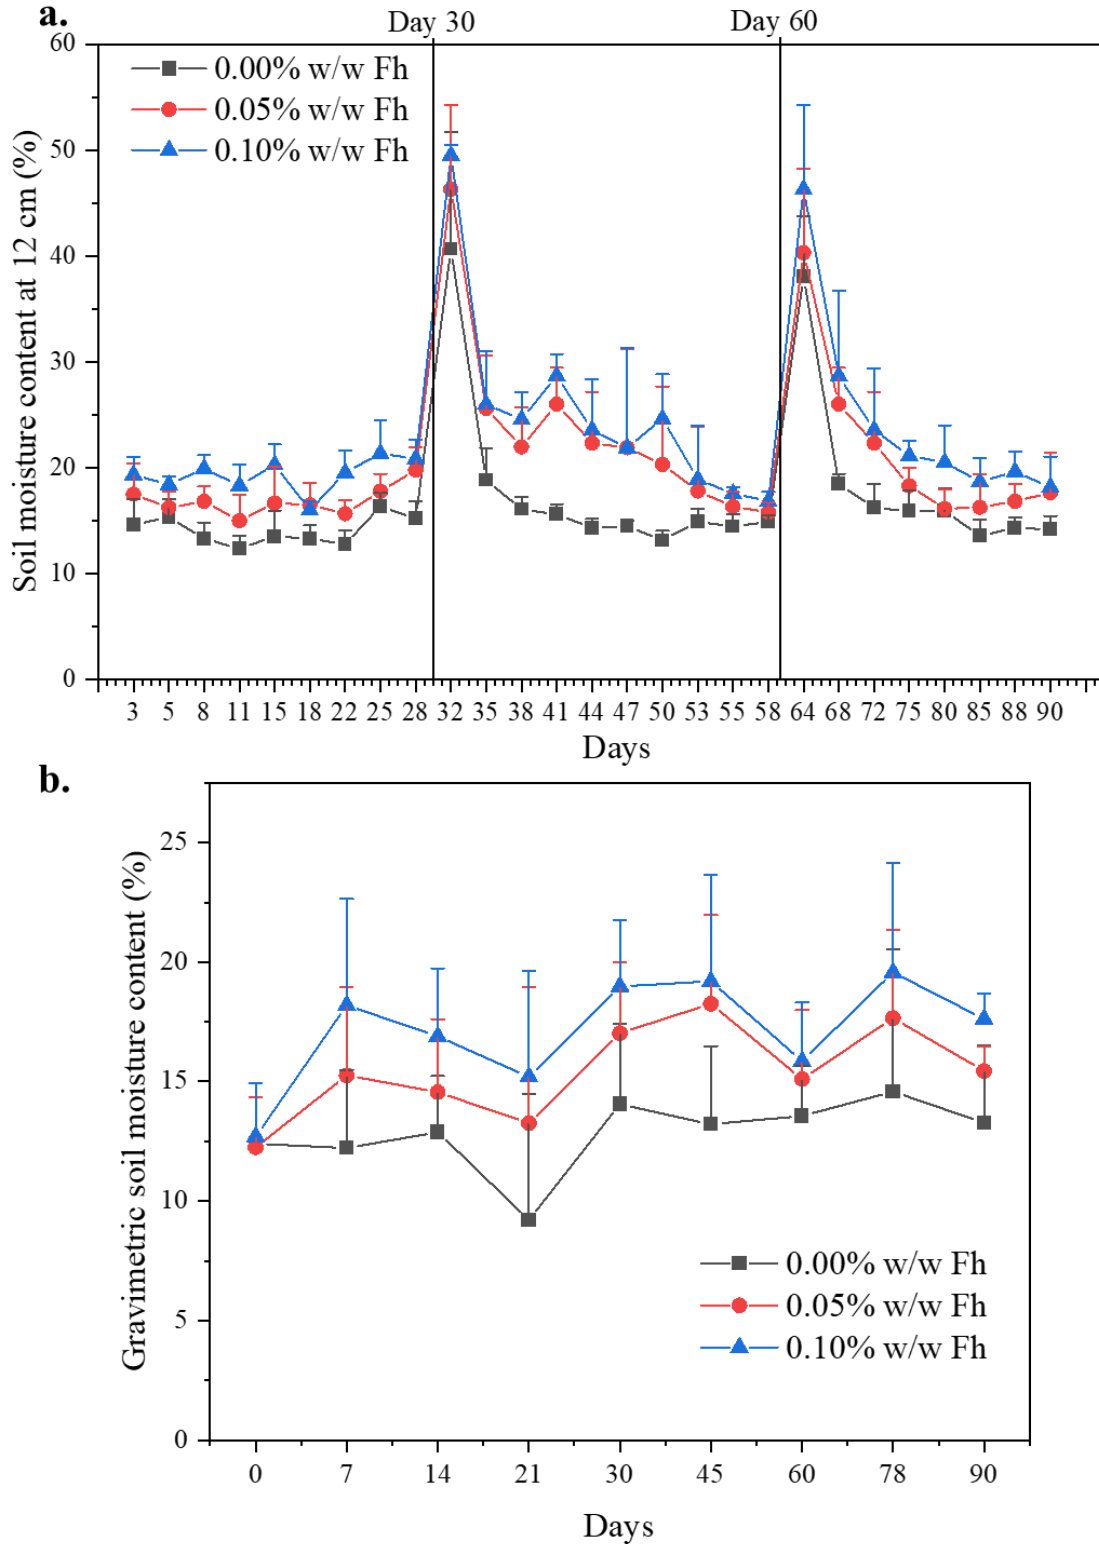 a.
Day 30
Day 60
60
50
40
30
20
10
0
Soil moisture content at 12 cm (%)
0.00% w/w Fh
0.05% w/w Fh
0.10% w/w Fh
3 5 8 11 15 18 22 25 28 32 35 38 41 44 47 50 53 55 58 64 68 72 75 80 85 88 90
Days
b.
25
20
15
10
5
0
Gravimetric soil moisture content (%)
0.00% w/w Fh
0.05% w/w Fh
0.10% w/w Fh
0 7 14 21 30 45 60 78 90
Days